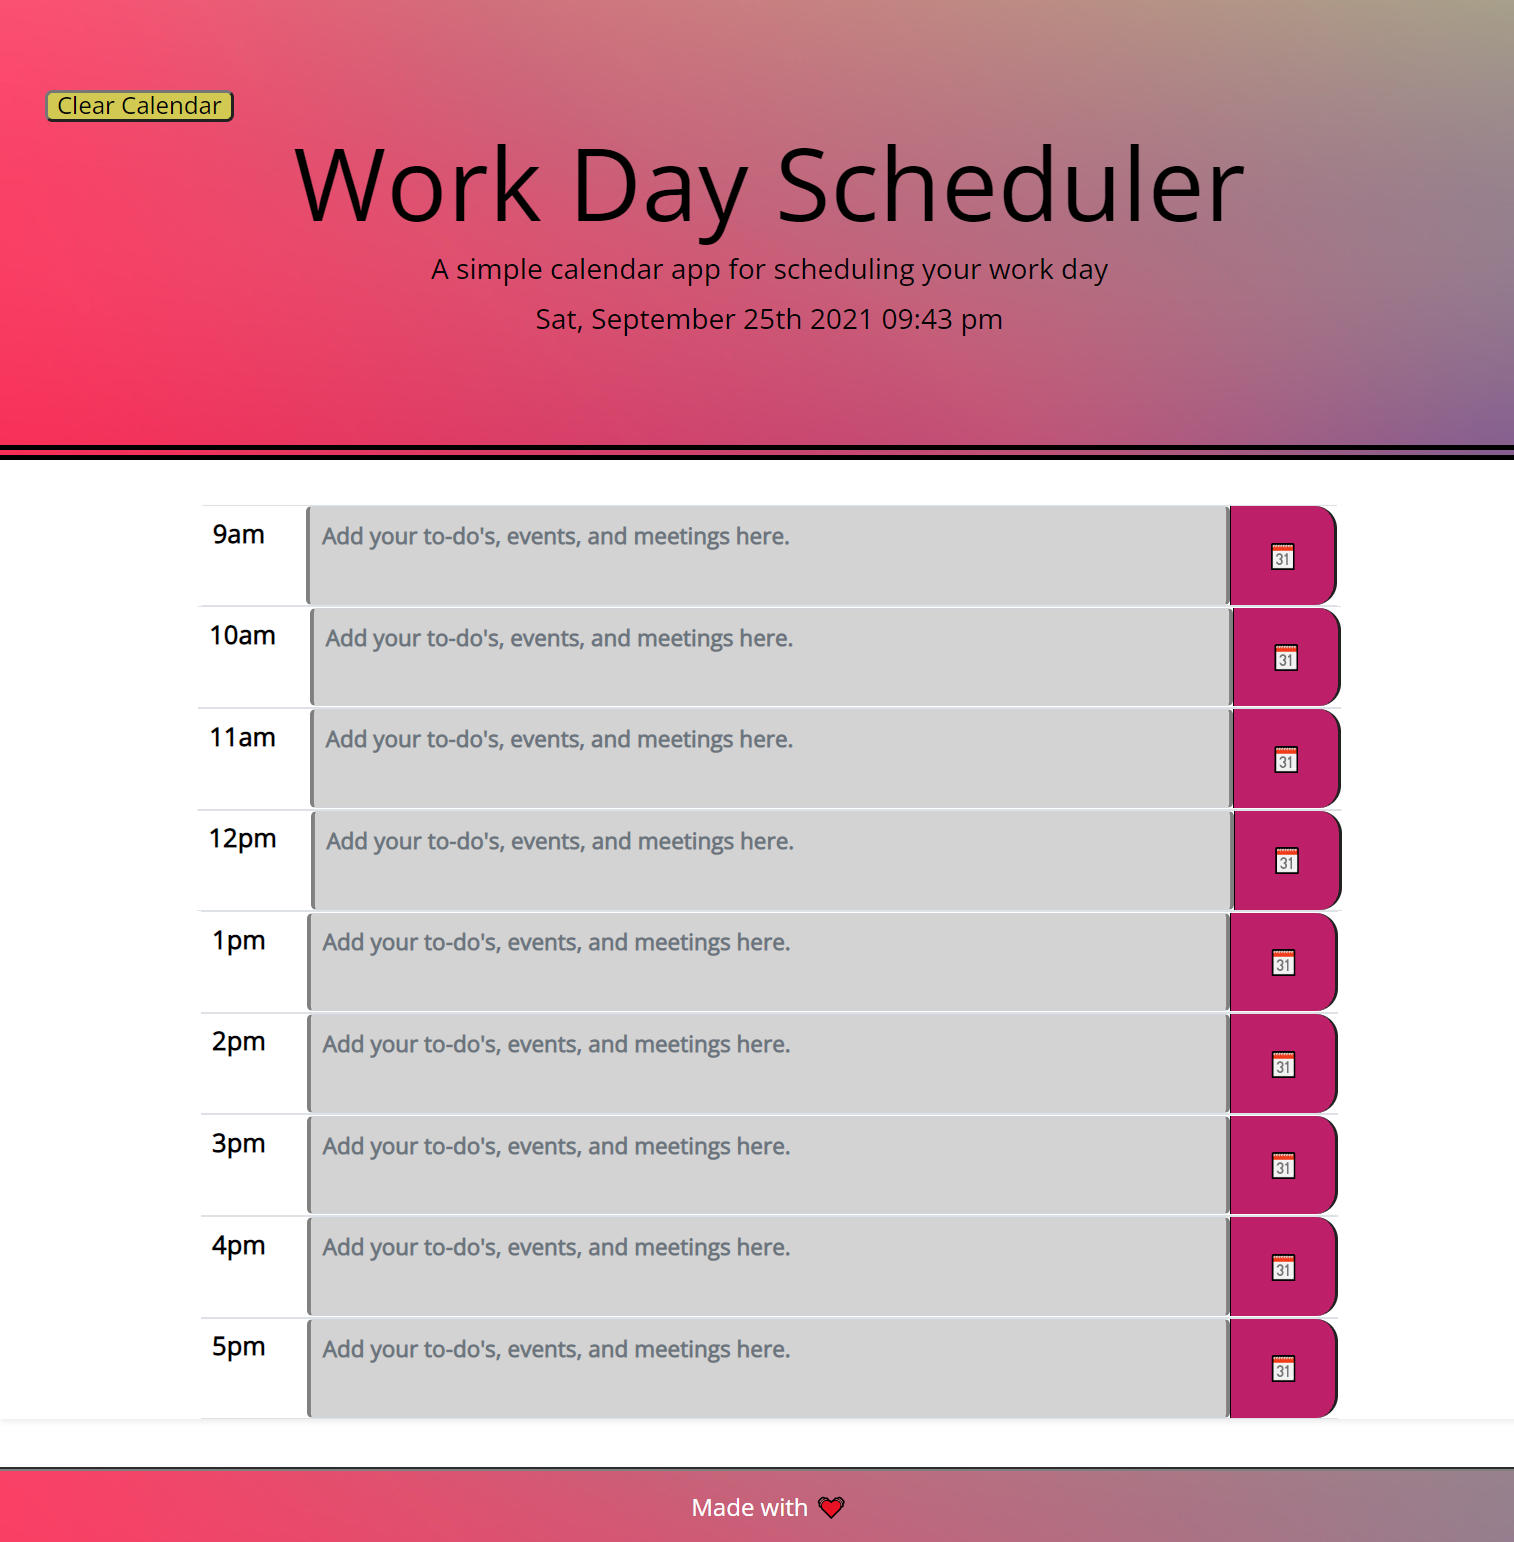 Clear Calendar
Work Day Scheduler
A simple calendar app for scheduling your work day
Sat, September 25th 2021 09:43 pm
9am
Add your to-do's, events, and meetings here.
31
10am
Add your to-do's, events, and meetings here.
31
11am
Add your to-do's, events, and meetings here.
31
12pm
Add your to-do's, events, and meetings here.
31
1pm
Add your to-do's, events, and meetings here.
31
2pm
Add your to-do's, events, and meetings here.
31
3pm
Add your to-do's, events, and meetings here.
31
4pm
Add your to-do's, events, and meetings here.
31
5pm
Add your to-do's, events, and meetings here.
31
Made with